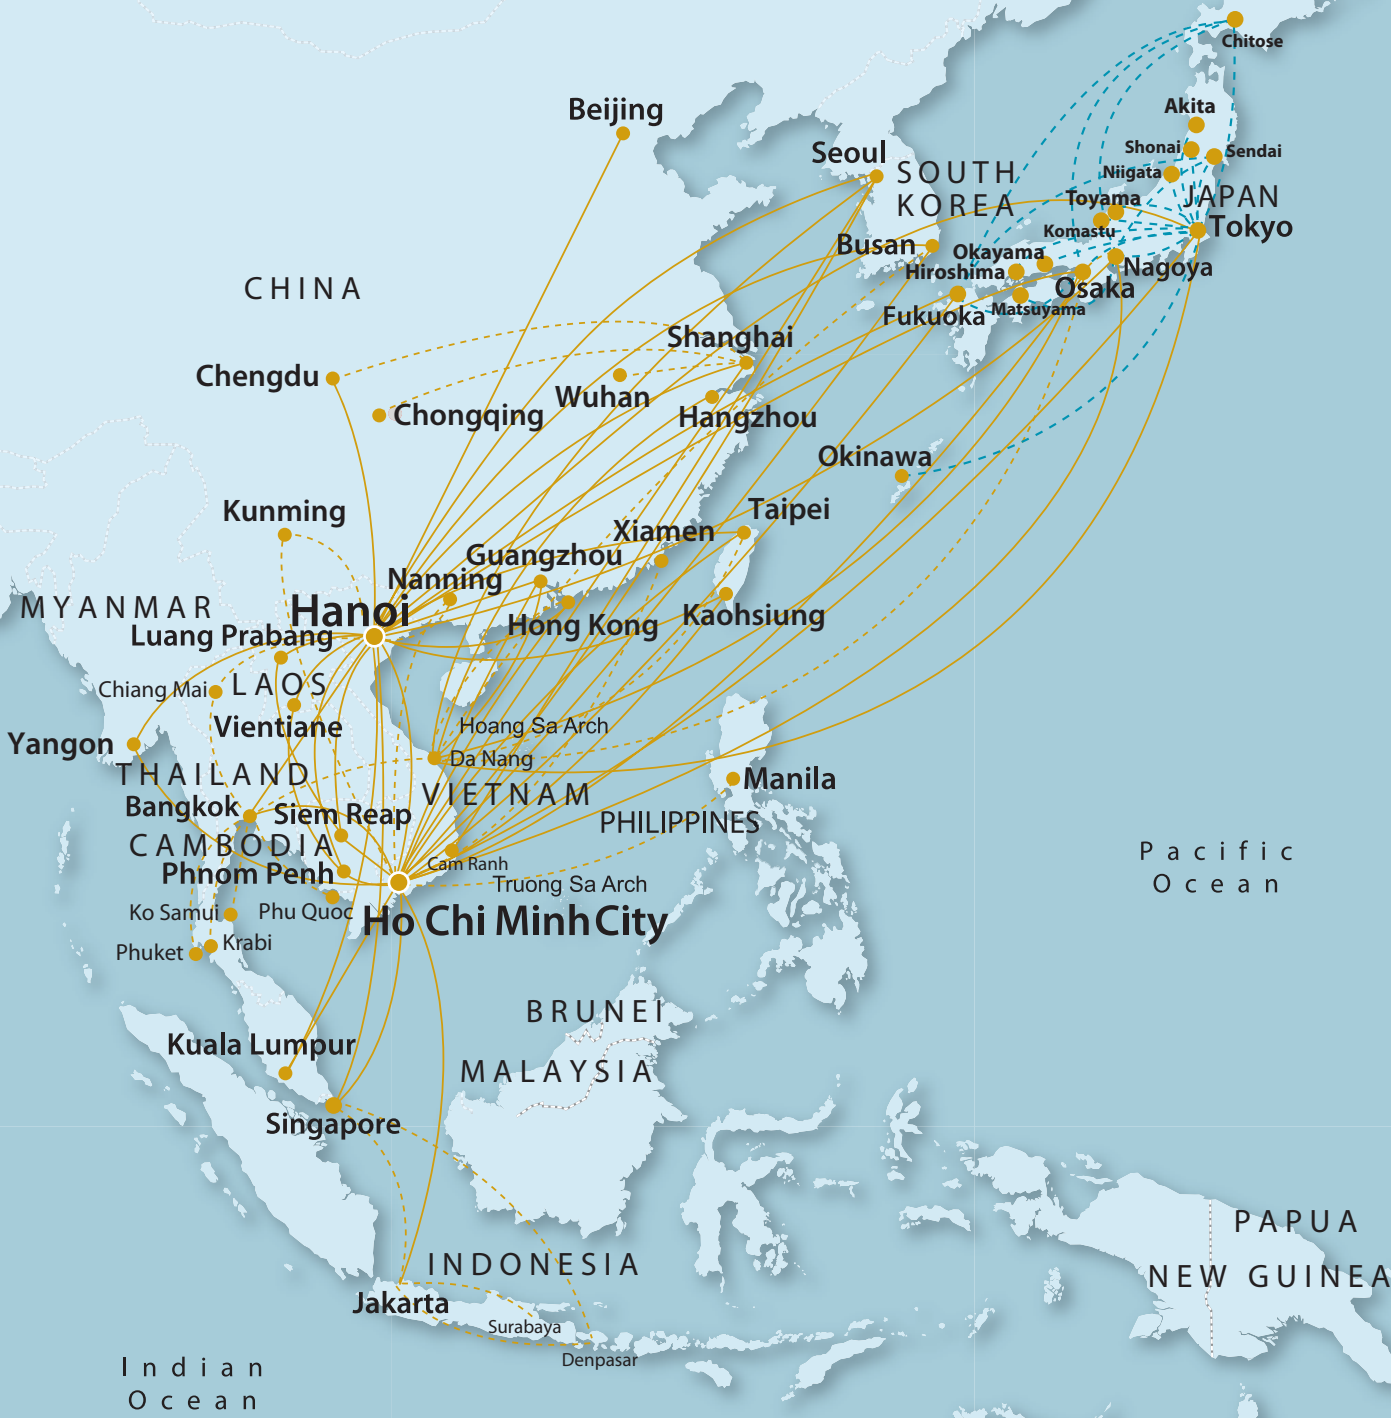 Chitose
Akita
Beijing
Shonai
Sendai
Seoul
SOUTH
KOREA
Niigata
JAPAN
Toyama
Tokyo
Komastu
Busan
Okayama
Hiroshima
Nagoya
Osaka
CHINA
Fukuoka
Matsuyama
Shanghai
Chengdu
Wuhan
Chongqing
Hangzhou
Okinawa
Kunming
Taipei
Xiamen
Guangzhou
Nanning
Hanoi
MYANMAR
Hong Kong
Kaohsiung
Luang Prabang
Chiang Mai
LAOS
Vientiane
Hoang Sa Arch
Yangon
Da Nang
THAILAND
Manila
VIETNAM
Bangkok
Siem Reap
PHILIPPINES
CAMBODIA
Pacific
Ocean
Cam Ranh
Phnom Penh
Truong Sa Arch
Ko Samui
Phu Quoc
Ho Chi Minh City
Krabi
Phuket
BRUNEI
Kuala Lumpur
MALAYSIA
Singapore
PAPUA
NEW GUINEA
INDONESIA
Jakarta
Surabaya
Denpasar
Indian
Ocean